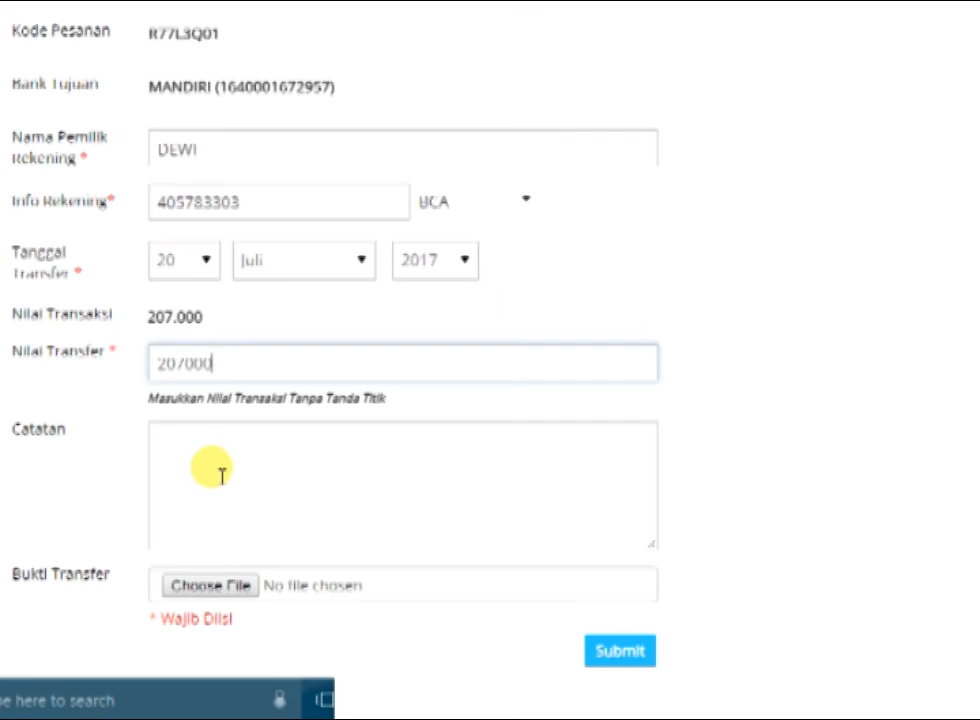 Kode Pesanan R77L3Q01
Bank Tujuan MANDIRI (1640001672957)
Nama Pemilik
Rekening * DEWI
Info Rekening* 405783303 BCA
Tanggal
Transfer * 20 Juli 2017
Nilai Transaksi 207.000
Nilai Transfer * 207000
Masukkan Nilai Transaksi Tanpa Tanda Titik
Catatan
Bukti Transfer Choose File No file chosen
* Wajib Diisi
Submit
here to search